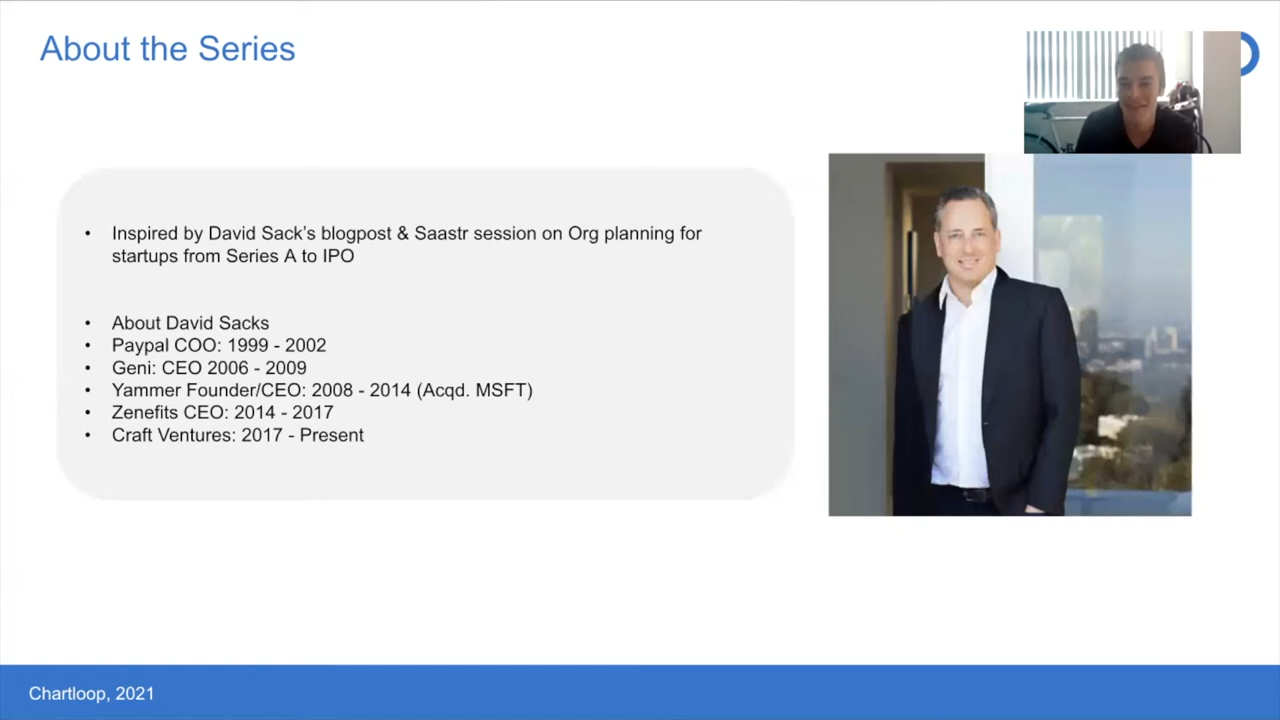 About the Series
• Inspired by David Sack's blogpost & Saastr session on Org planning for
startups from Series A to IPO
• About David Sacks
• Paypal COO: 1999 - 2002
• Geni: CEO 2006 - 2009
• Yammer Founder/CEO: 2008 - 2014 (Acqd. MSFT)
• Zenefits CEO: 2014 - 2017
• Craft Ventures: 2017 - Present
Chartloop, 2021